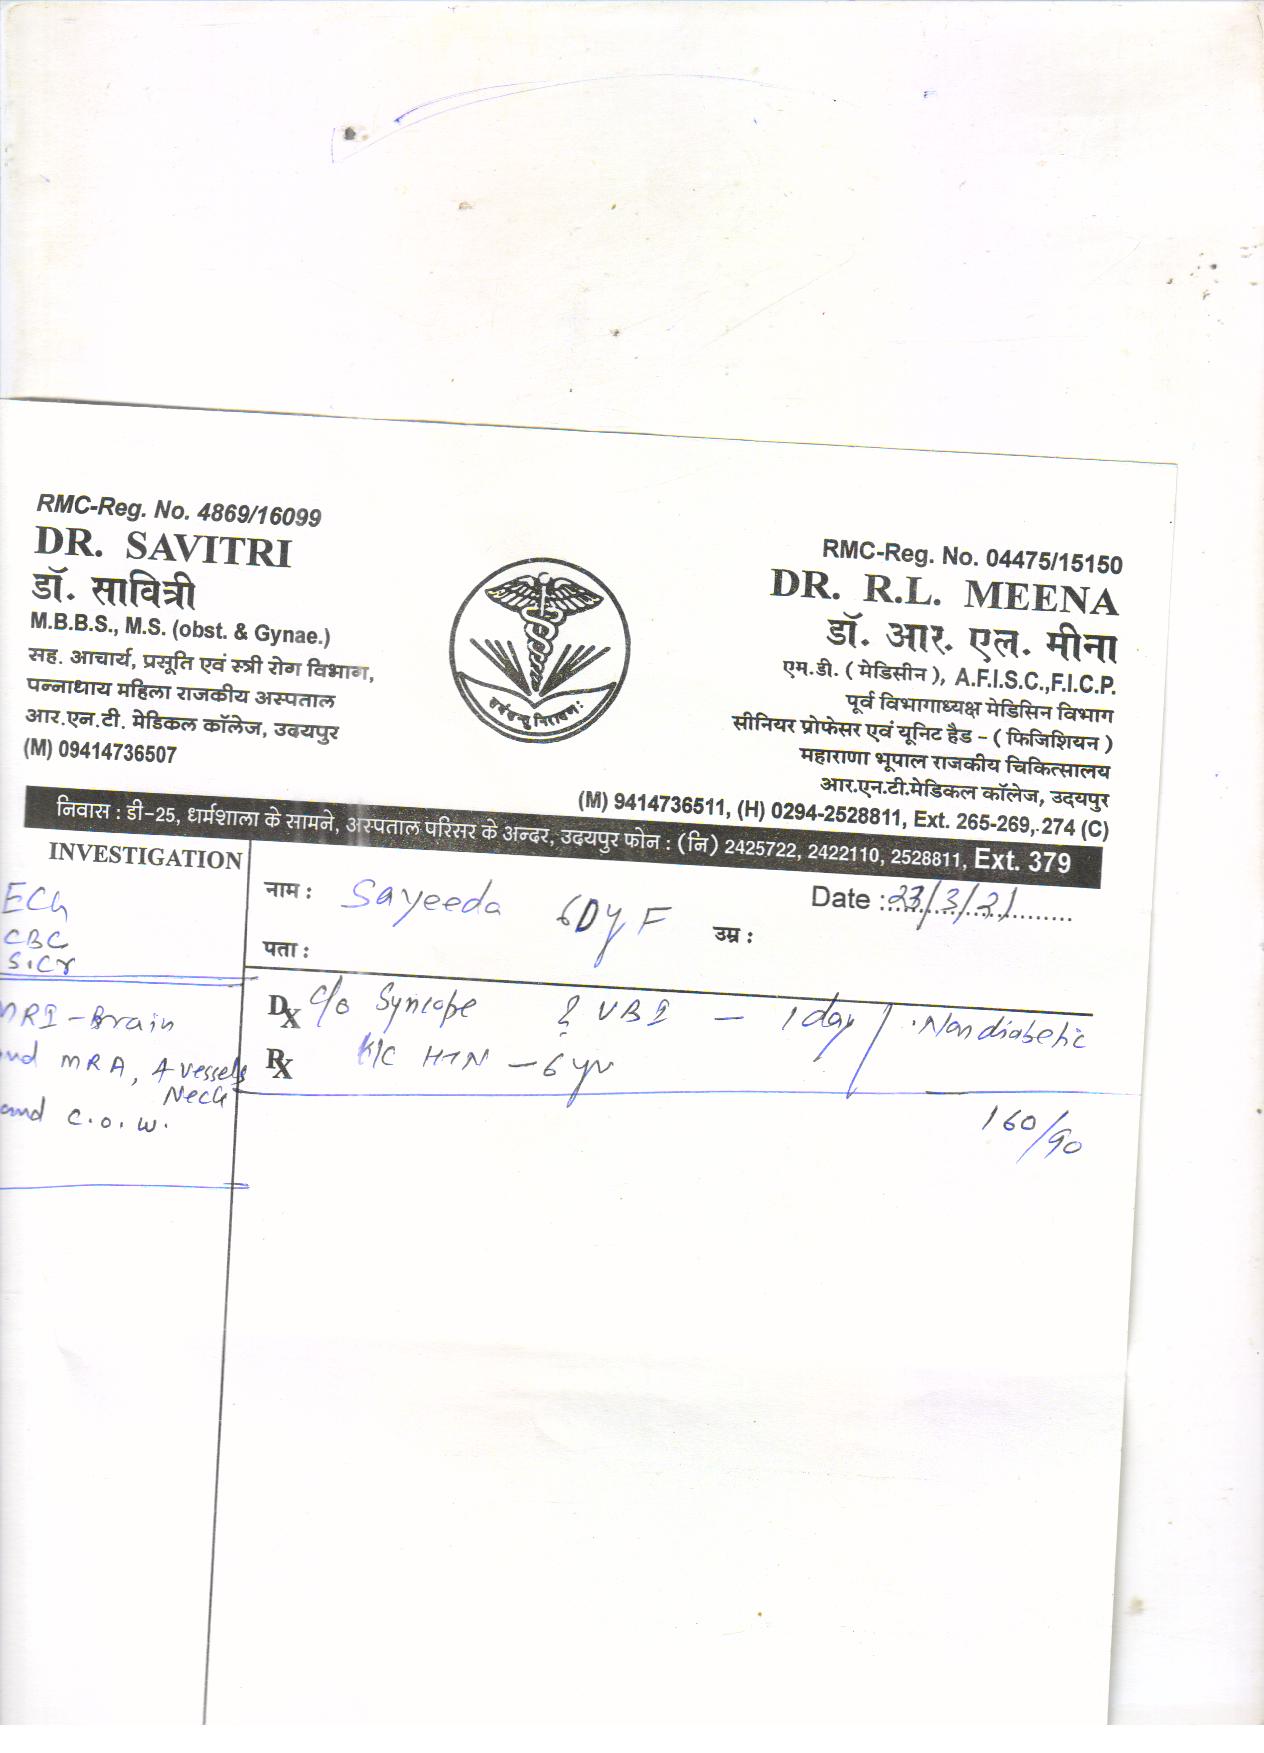 RMC-Reg. No. 4869/16099
DR. SAVITRI
डॉ. सावित्री
M.B.B.S., M.S. (obst. & Gynae.)
सह. आचार्य, प्रसूति एवं स्त्री रोग विभाग,
पन्नाधाय महिला राजकीय अस्पताल
आर.एन.टी. मेडिकल कॉलेज, उदयपुर
(M) 09414736507
RMC-Reg. No. 04475/15150
DR. R.L. MEENA
डॉ. आर. एल. मीना
एम.डी. ( मेडिसीन ), A.F.I.S.C.,F.I.C.P.
पूर्व विभागाध्यक्ष मेडिसिन विभाग
सीनियर प्रोफेसर एवं यूनिट हैड - ( फिजिशियन )
महाराणा भूपाल राजकीय चिकित्सालय
आर.एन.टी.मेडिकल कॉलेज, उदयपुर
(M) 9414736511, (H) 0294-2528811, Ext. 265-269, 274 (C)
निवास : डी-25, धर्मशाला के सामने, अस्पताल परिसर के अन्दर, उदयपुर फोन : (नि) 2425722, 2422110, 2528811, Ext. 379
INVESTIGATION
ECG
CBC
S.Cr
MRI - Brain
and MRA, 4 vessels
Neck
and C.O.W.
नाम : Sayeeda 60y F
Date : 23/3/21
पता :
उम्र :
Dx C/o Syncope ? VBI - 1 day / Nondiabetic
Rx K/C HTN - 6 yr
160/90